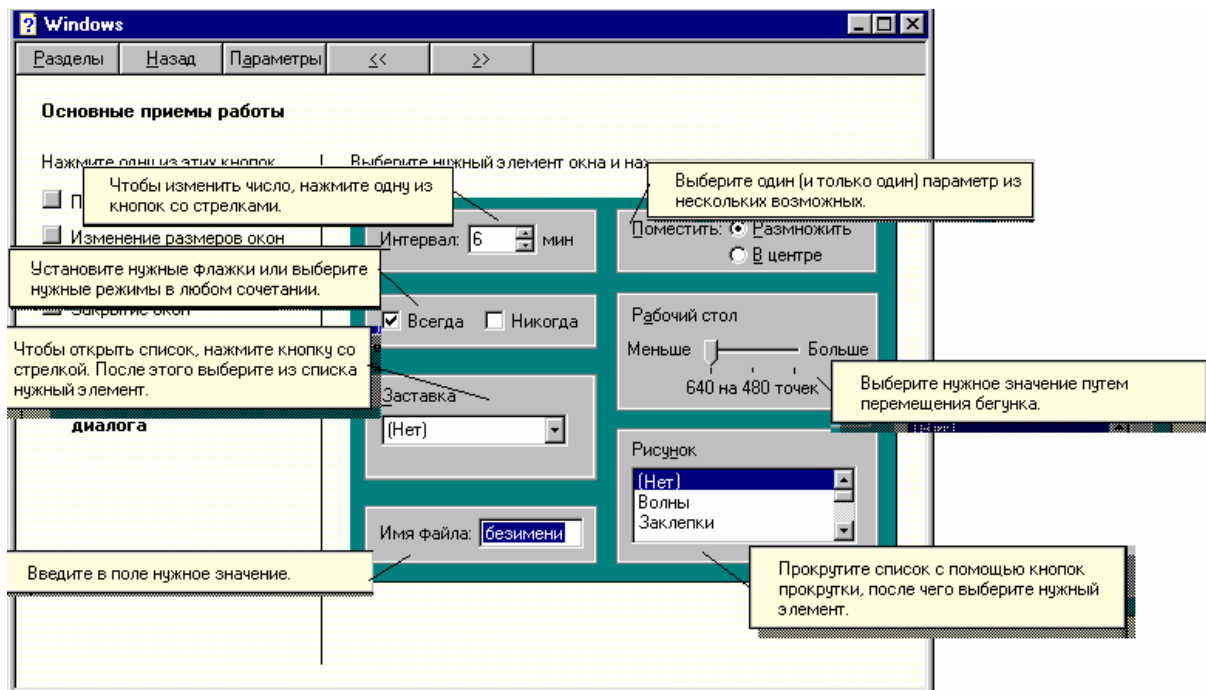 Windows
Разделы Назад Параметры << >>
Основные приемы работы
Нажмите одну из этих кнопок
Выберите нужный элемент окна и
Чтобы изменить число, нажмите одну из
кнопок со стрелками.
Выберите один (и только один) параметр из
нескольких возможных.
Изменение размеров окон
Интервал: 6 мин
Поместить: Размножить
В центре
Установите нужные флажки или выберите
нужные режимы в любом сочетании.
Закрытие окон
Всегда Никогда
Рабочий стол
Меньше Больше
640 на 480 точек
Чтобы открыть список, нажмите кнопку со
стрелкой. После этого выберите из списка
нужный элемент.
Выберите нужное значение путем
перемещения бегунка.
диалога
Заставка
(Нет)
Рисунок
(Нет)
Волны
Заклепки
Имя файла: безимени
Введите в поле нужное значение.
Прокрутите список с помощью кнопок
прокрутки, после чего выберите нужный
элемент.